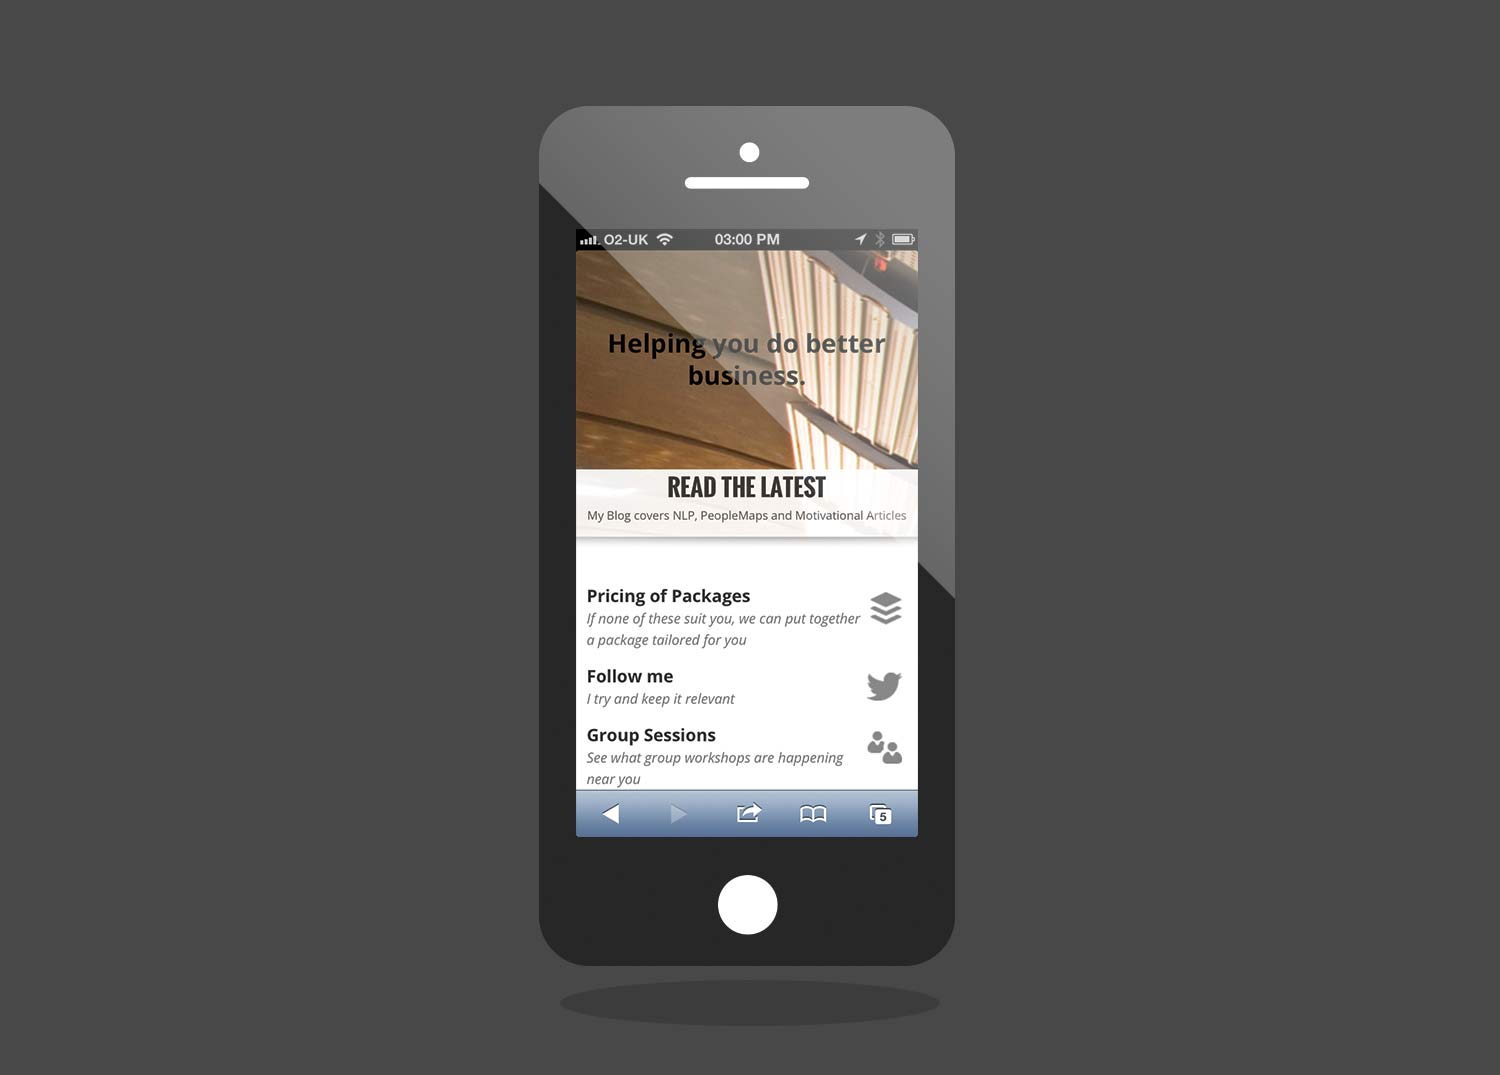 O2-UK 03:00 PM
Helping you do better
business.
READ THE LATEST
My Blog covers NLP, PeopleMaps and Motivational Articles
Pricing of Packages
If none of these suit you, we can put together
a package tailored for you
Follow me
I try and keep it relevant
Group Sessions
See what group workshops are happening
near you
5